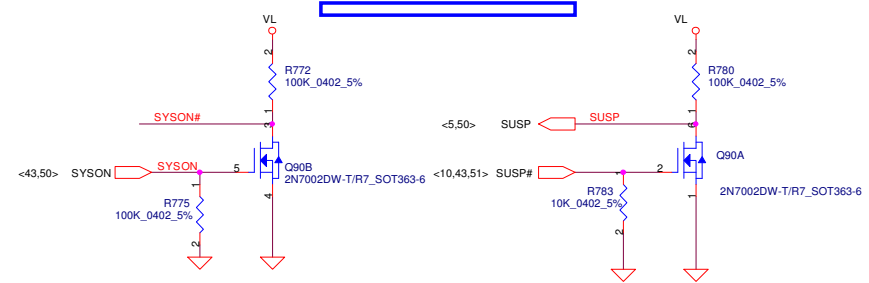 VL
2
R772
100K_0402_5%
1
SYSON#
3
<43,50>
SYSON
SYSON
5
Q90B
2N7002DW-T/R7_SOT363-6
1
R775
100K_0402_5%
2
4
VL
2
R780
100K_0402_5%
1
<5,50>
SUSP
SUSP
6
<10,43,51>
SUSP#
2
Q90A
2N7002DW-T/R7_SOT363-6
1
R783
10K_0402_5%
2
1